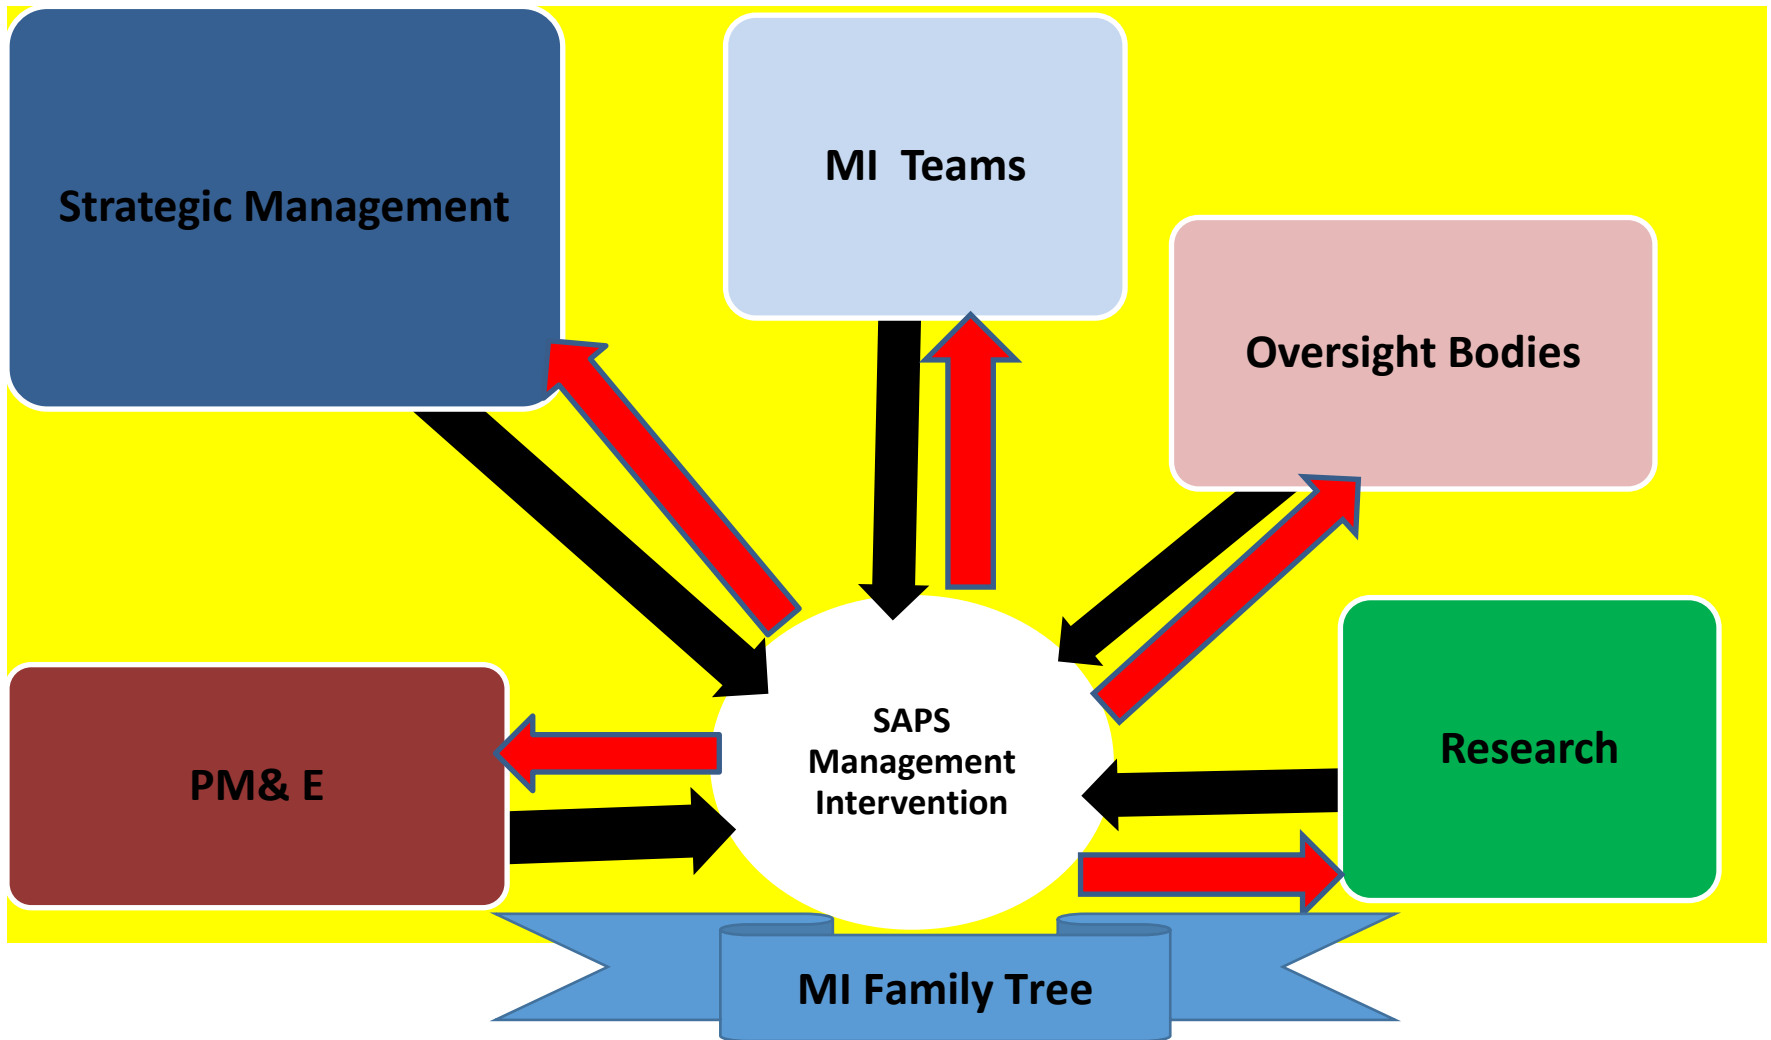 Strategic Management
MI  Teams
Oversight Bodies
PM& E
SAPS
Management
Intervention
Research
MI Family Tree